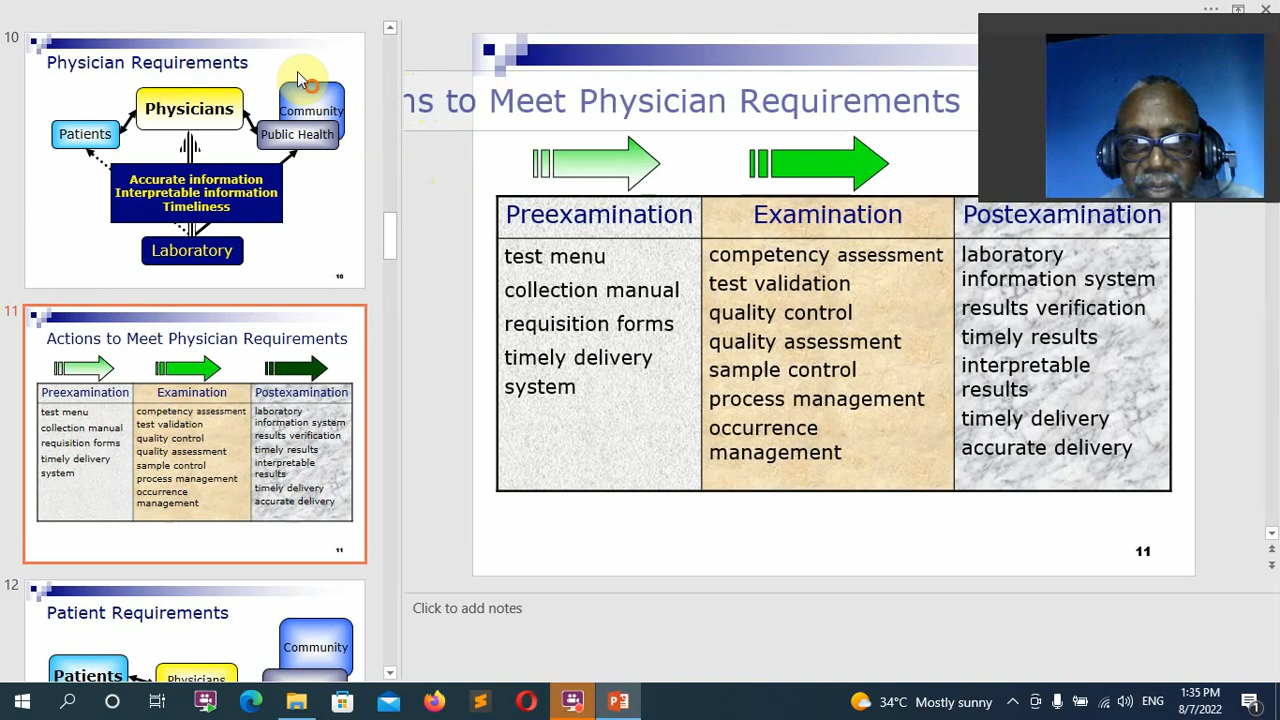 10
Physician Requirements
Physicians
Community
Patients
Public Health
Accurate information
Interpretable information
Timeliness
Laboratory
10
11
Actions to Meet Physician Requirements
Preexamination
Examination
Postexamination
test menu
collection manual
requisition forms
timely delivery
system
competency assessment
test validation
quality control
quality assessment
sample control
process management
occurrence
management
laboratory
information system
results verification
timely results
interpretable
results
timely delivery
accurate delivery
11
12
Patient Requirements
Community
Patients
Physicians
ns to Meet Physician Requirements
Preexamination
Examination
Postexamination
test menu
collection manual
requisition forms
timely delivery
system
competency assessment
test validation
quality control
quality assessment
sample control
process management
occurrence
management
laboratory
information system
results verification
timely results
interpretable
results
timely delivery
accurate delivery
11
Click to add notes
34°C Mostly sunny
ENG
1:35 PM
8/7/2022
1